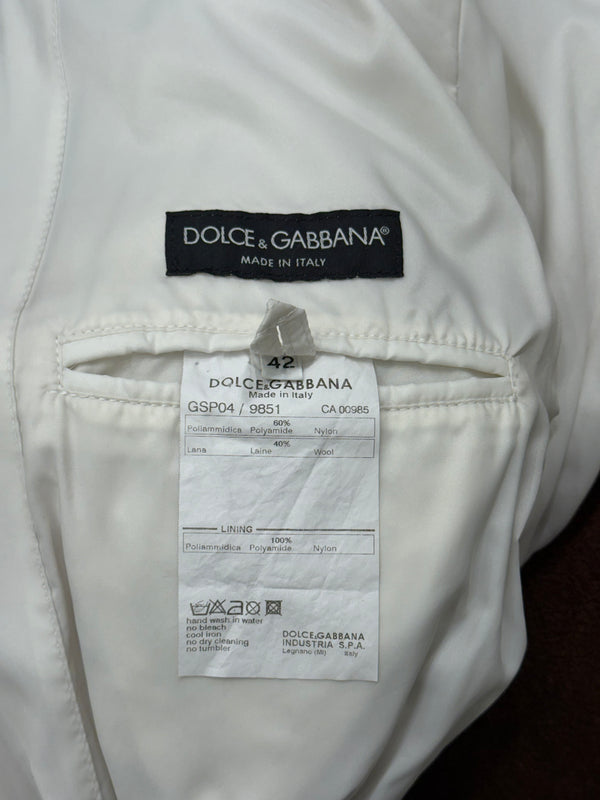 DOLCE & GABBANA®
MADE IN ITALY
42
DOLCE&GABBANA
Made in Italy
GSP04 / 9851 CA 00985
60%
Poliammidica Polyamide Nylon
40%
Lana Laine Wool
LINING
100%
Poliammidica Polyamide Nylon
hand wash in water
no bleach
cool iron
no dry cleaning
no tumbler
DOLCE&GABBANA
INDUSTRIA S.P.A.
Legnano (MI) Italy